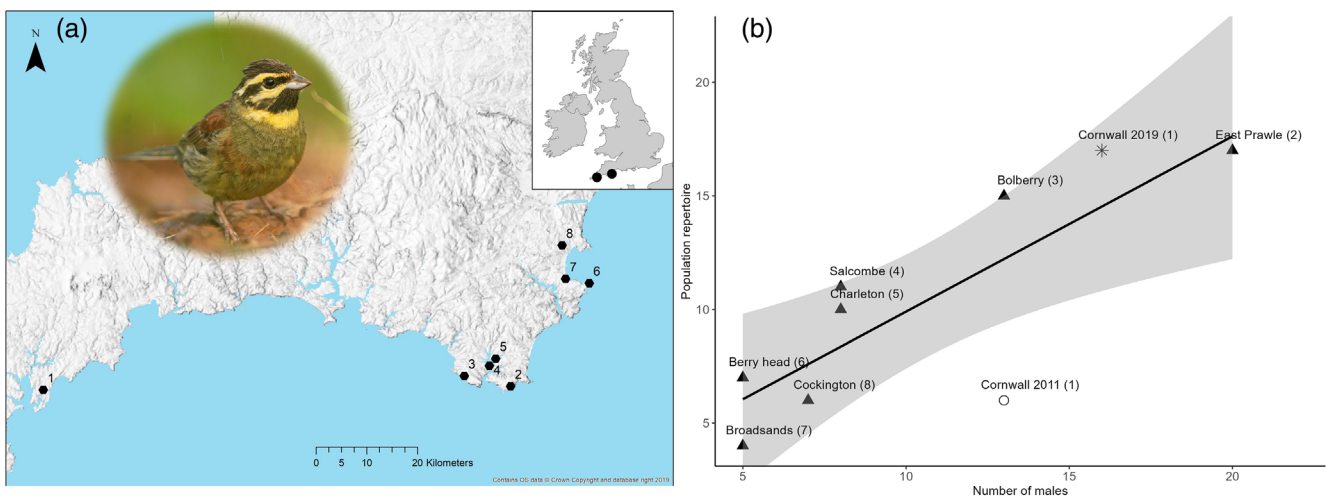 (a)
N
8
7
6
5
3
4
2
1
0 5 10 20 Kilometers
Contains OS data © Crown Copyright and database right 2019
(b)
Population repertoire
20
15
10
5
Cornwall 2019 (1)
East Prawle (2)
Bolberry (3)
Salcombe (4)
Charleton (5)
Berry head (6)
Cockington (8)
Cornwall 2011 (1)
Broadsands (7)
5 10 15 20
Number of males